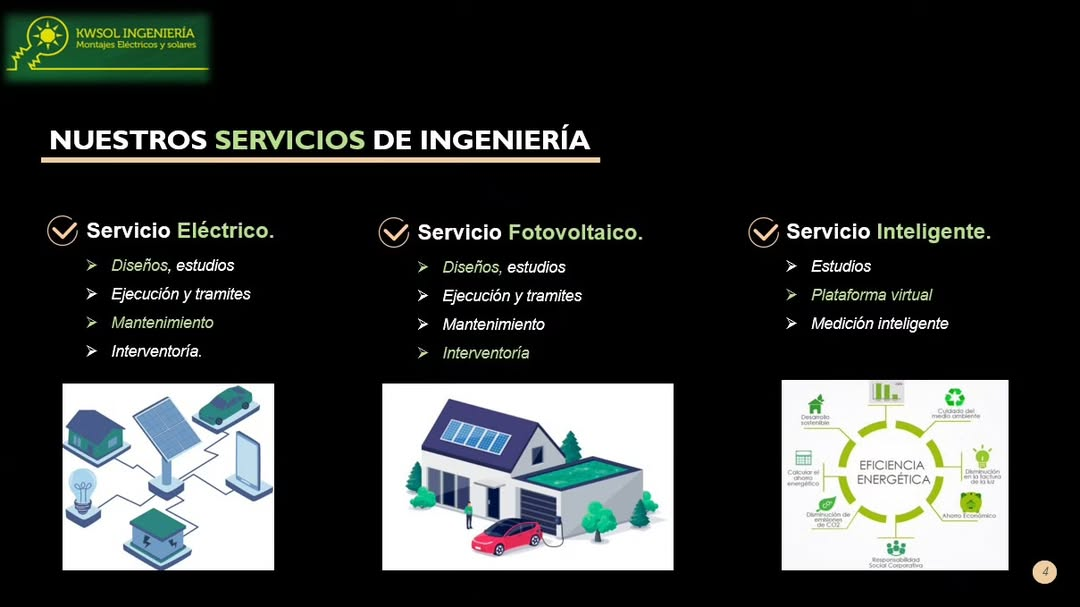 KWSOL INGENIERÍA
Montajes Eléctricos y solares
NUESTROS SERVICIOS DE INGENIERÍA
Servicio Eléctrico.
Diseños, estudios
Ejecución y tramites
Mantenimiento
Interventoría.
Servicio Fotovoltaico.
Diseños, estudios
Ejecución y tramites
Mantenimiento
Interventoría
Servicio Inteligente.
Estudios
Plataforma virtual
Medición inteligente
Desarrollo
sostenible
Cuidado del
medio ambiente
Calcular el
ahorro
energético
EFICIENCIA
ENERGÉTICA
Disminución
en la factura
de la luz
Disminución de
emisiones
de CO2
Ahorro Económico
Responsabilidad
Social Corporativa
4